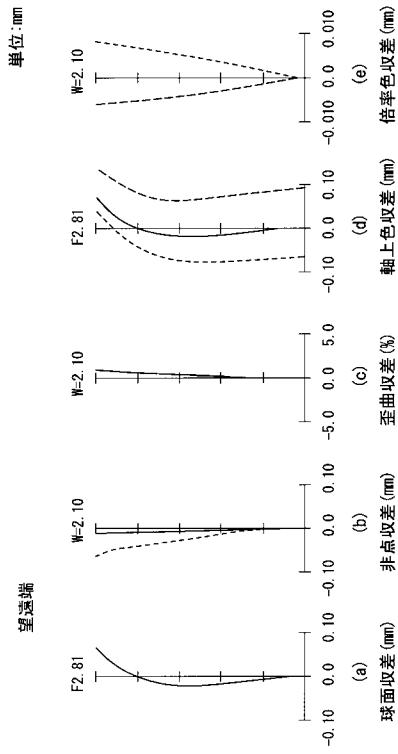 望遠端
単位:mm
F2.81
-0.10 0.0 0.10
(a)
球面収差(mm)
W=2.10
-0.10 0.0 0.10
(b)
非点収差(mm)
W=2.10
-5.0 0.0 5.0
(c)
歪曲収差(%)
F2.81
-0.10 0.0 0.10
(d)
軸上色収差(mm)
W=2.10
-0.010 0.0 0.010
(e)
倍率色収差(mm)